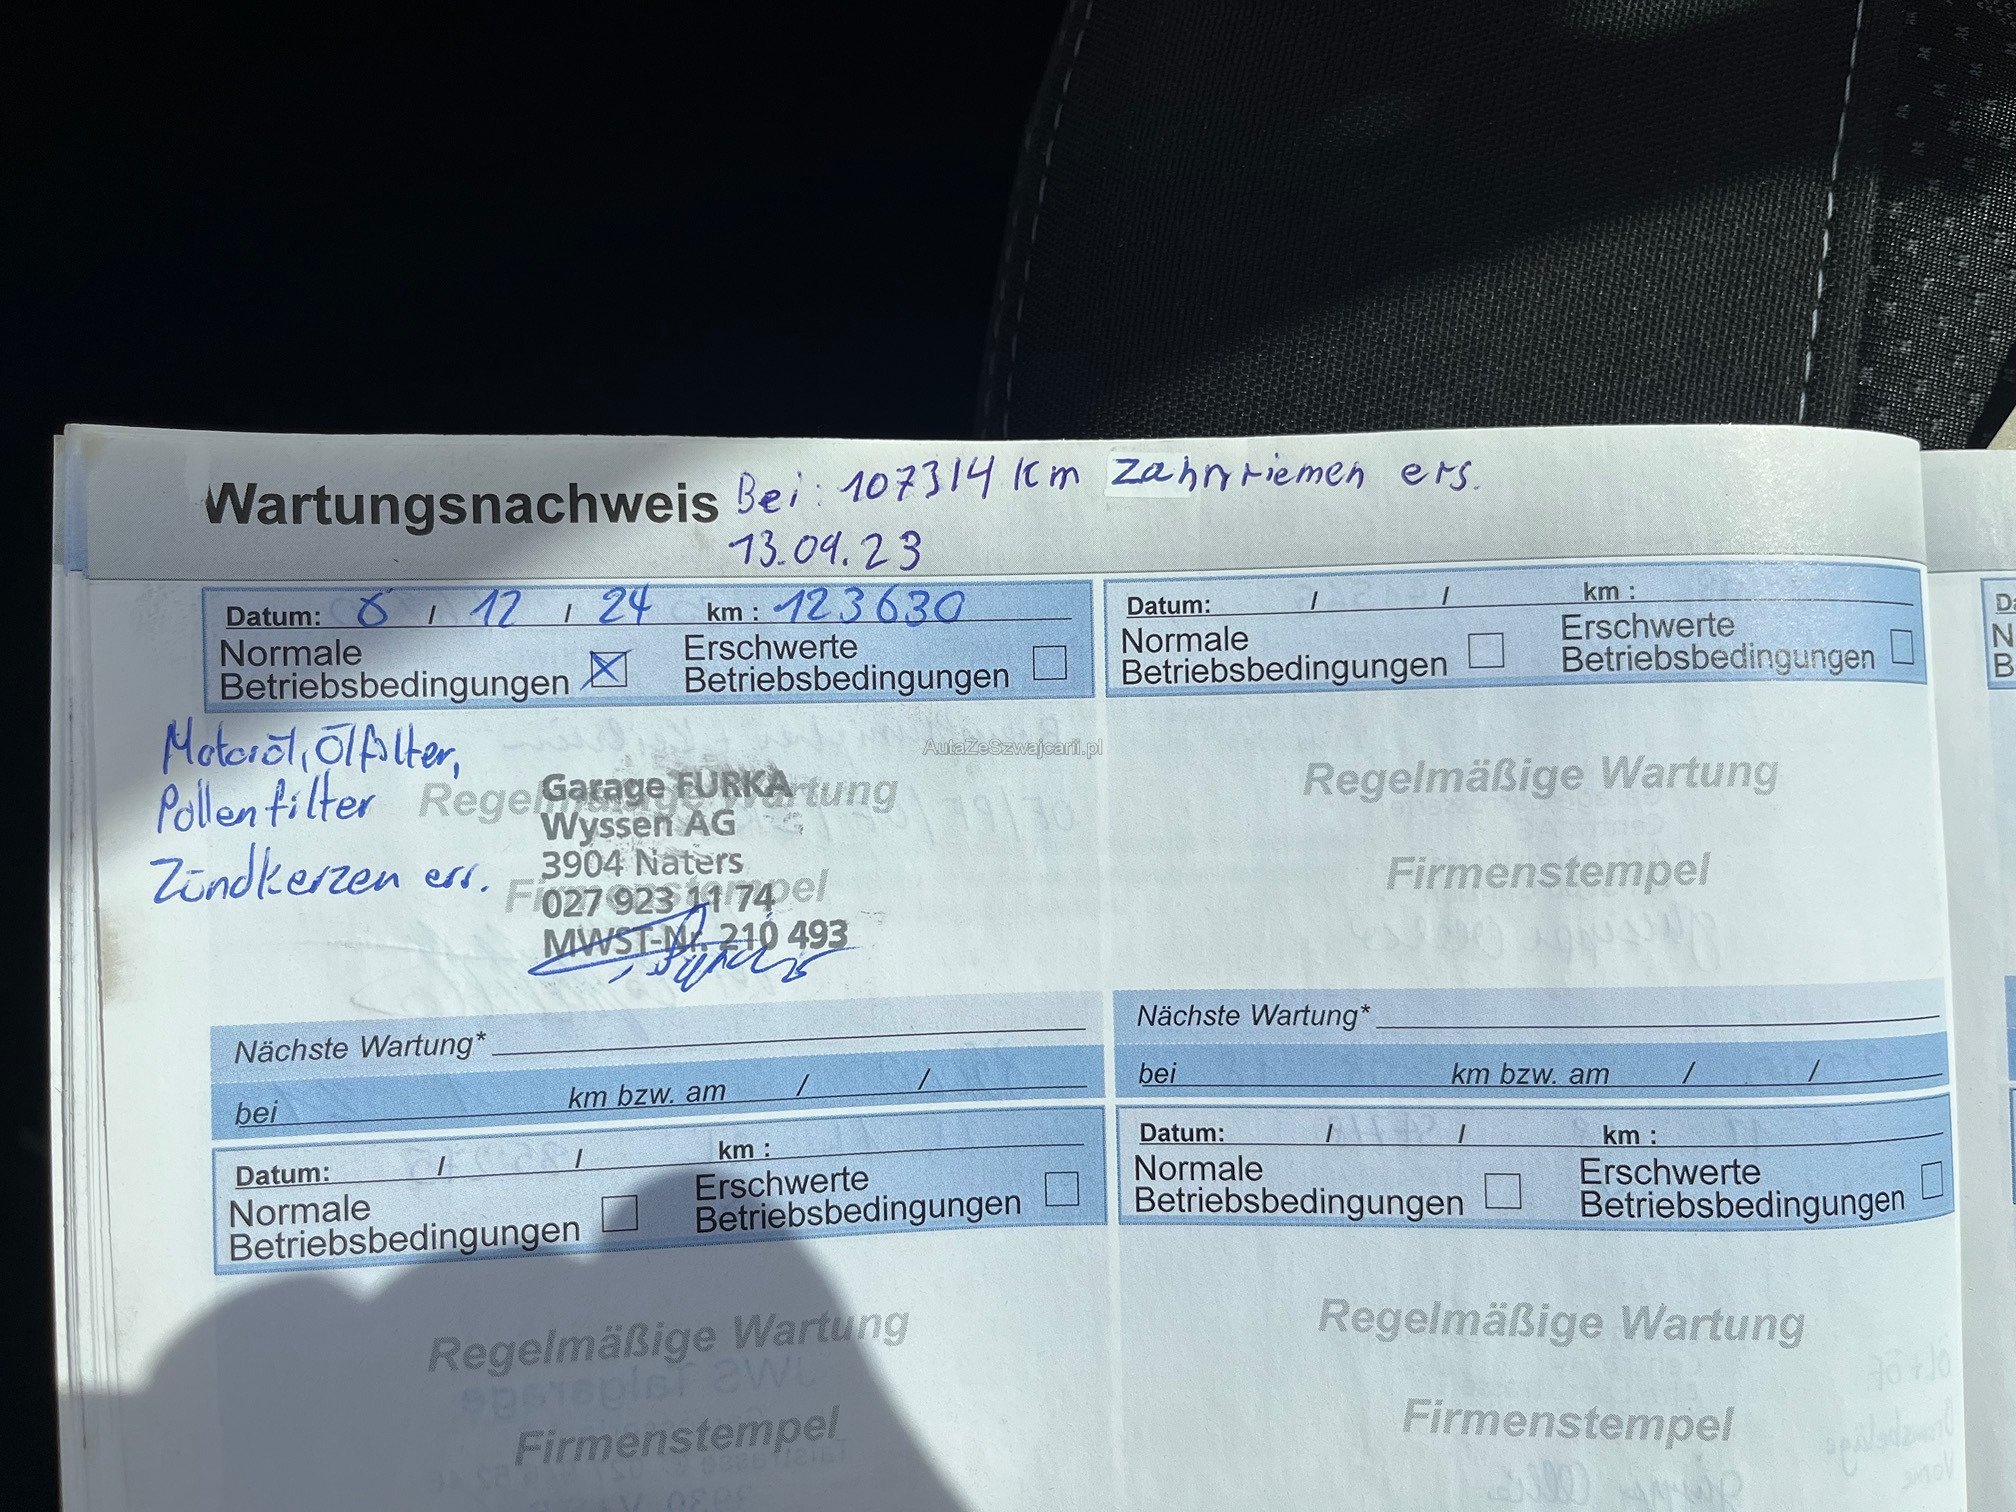 Wartungsnachweis Bei: 107314 km Zahnriemen ers.
13.09.23
Datum: / 12 / 24 km : 123630
Normale
Betriebsbedingungen
Erschwerte
Betriebsbedingungen
Motoröl, Ölfilter,
Pollenfilter
Zündkerzen ers.
Regelmäßige Wartung
Firmenstempel
Garage FURKA
Wyssen AG
3904 Naters
027 923 11 74
MWST-Nr. 210 493
Nächste Wartung*
bei km bzw. am / /
Datum: / / km :
Normale
Betriebsbedingungen
Erschwerte
Betriebsbedingungen
AutaZeSzwajcarii.pl
Regelmäßige Wartung
Firmenstempel
Nächste Wartung*
bei km bzw. am / /
Datum: / / km :
Normale
Betriebsbedingungen
Erschwerte
Betriebsbedingungen
Regelmäßige Wartung
Firmenstempel
Datum: / / km :
Normale
Betriebsbedingungen
Erschwerte
Betriebsbedingungen
Regelmäßige Wartung
Firmenstempel